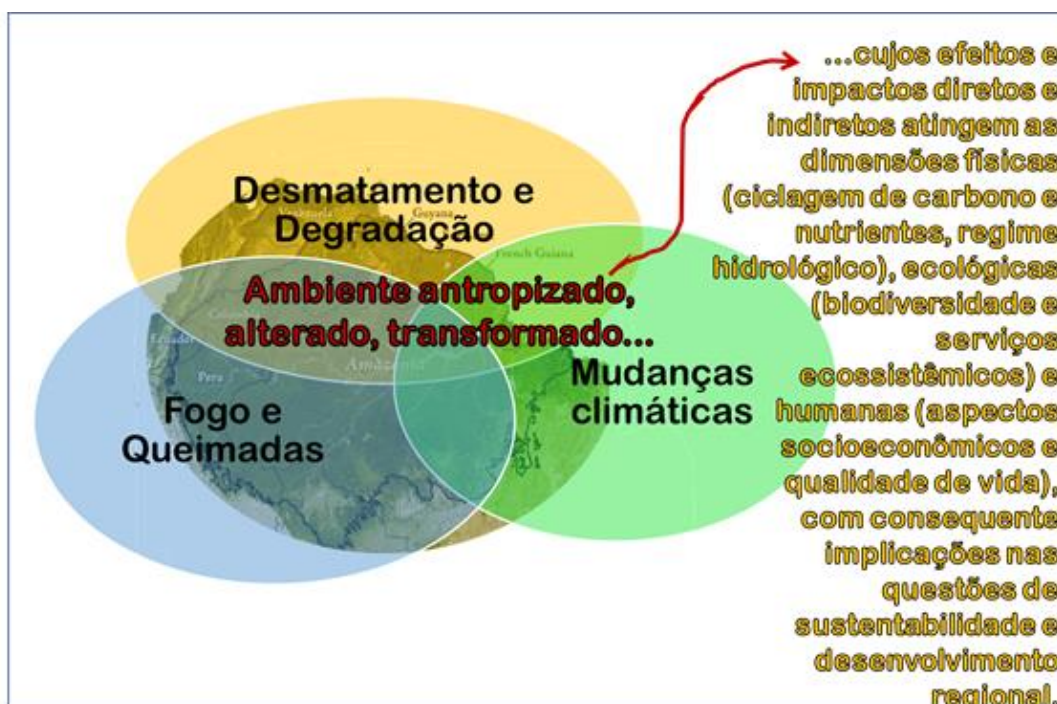 Desmatamento e
Degradação
Venezuela
Guyana
French Guiana
Ambiente antropizado,
alterado, transformado...
Ecuador
Peru
Fogo e
Queimadas
Mudanças
climáticas
...cujos efeitos e
impactos diretos e
indiretos atingem as
dimensões físicas
(ciclagem de carbono e
nutrientes, regime
hidrológico), ecológicas
(biodiversidade e
serviços
ecossistêmicos) e
humanas (aspectos
socioeconômicos e
qualidade de vida),
com consequente
implicações nas
questões de
sustentabilidade e
desenvolvimento
regional.